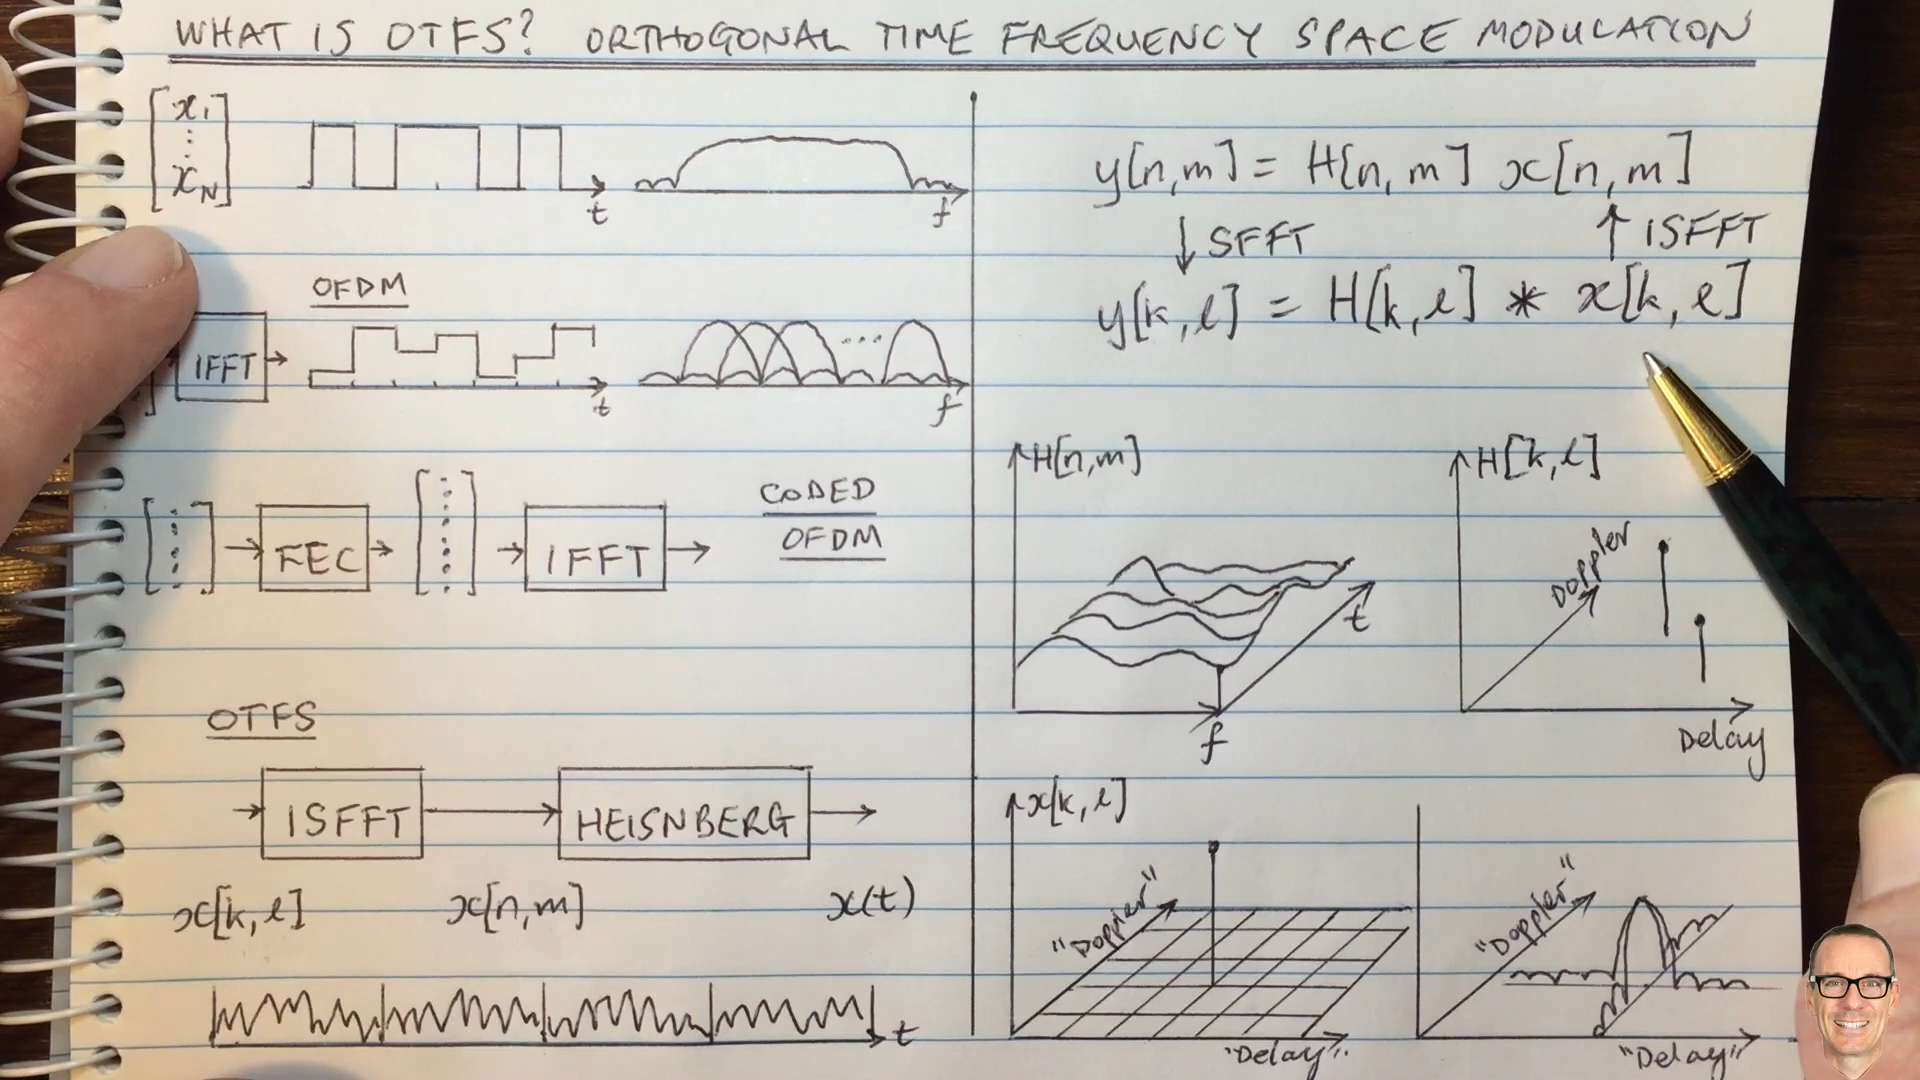 WHAT IS OTFS? ORTHOGONAL TIME FREQUENCY SPACE MODULATION
x1
⋮
xN
t
f
OFDM
IFFT
t
...
f
FEC
IFFT
CODED
OFDM
OTFS
ISFFT
HEISNBERG
x[k,l]
x[n,m]
x(t)
t
y[n,m] = H[n,m] x[n,m]
↓ SFFT
↑ ISFFT
y[k,l] = H[k,l] * x[k,l]
H[n,m]
t
f
H[k,l]
Doppler
Delay
x[k,l]
"Doppler"
"Delay"
"Doppler"
"Delay"